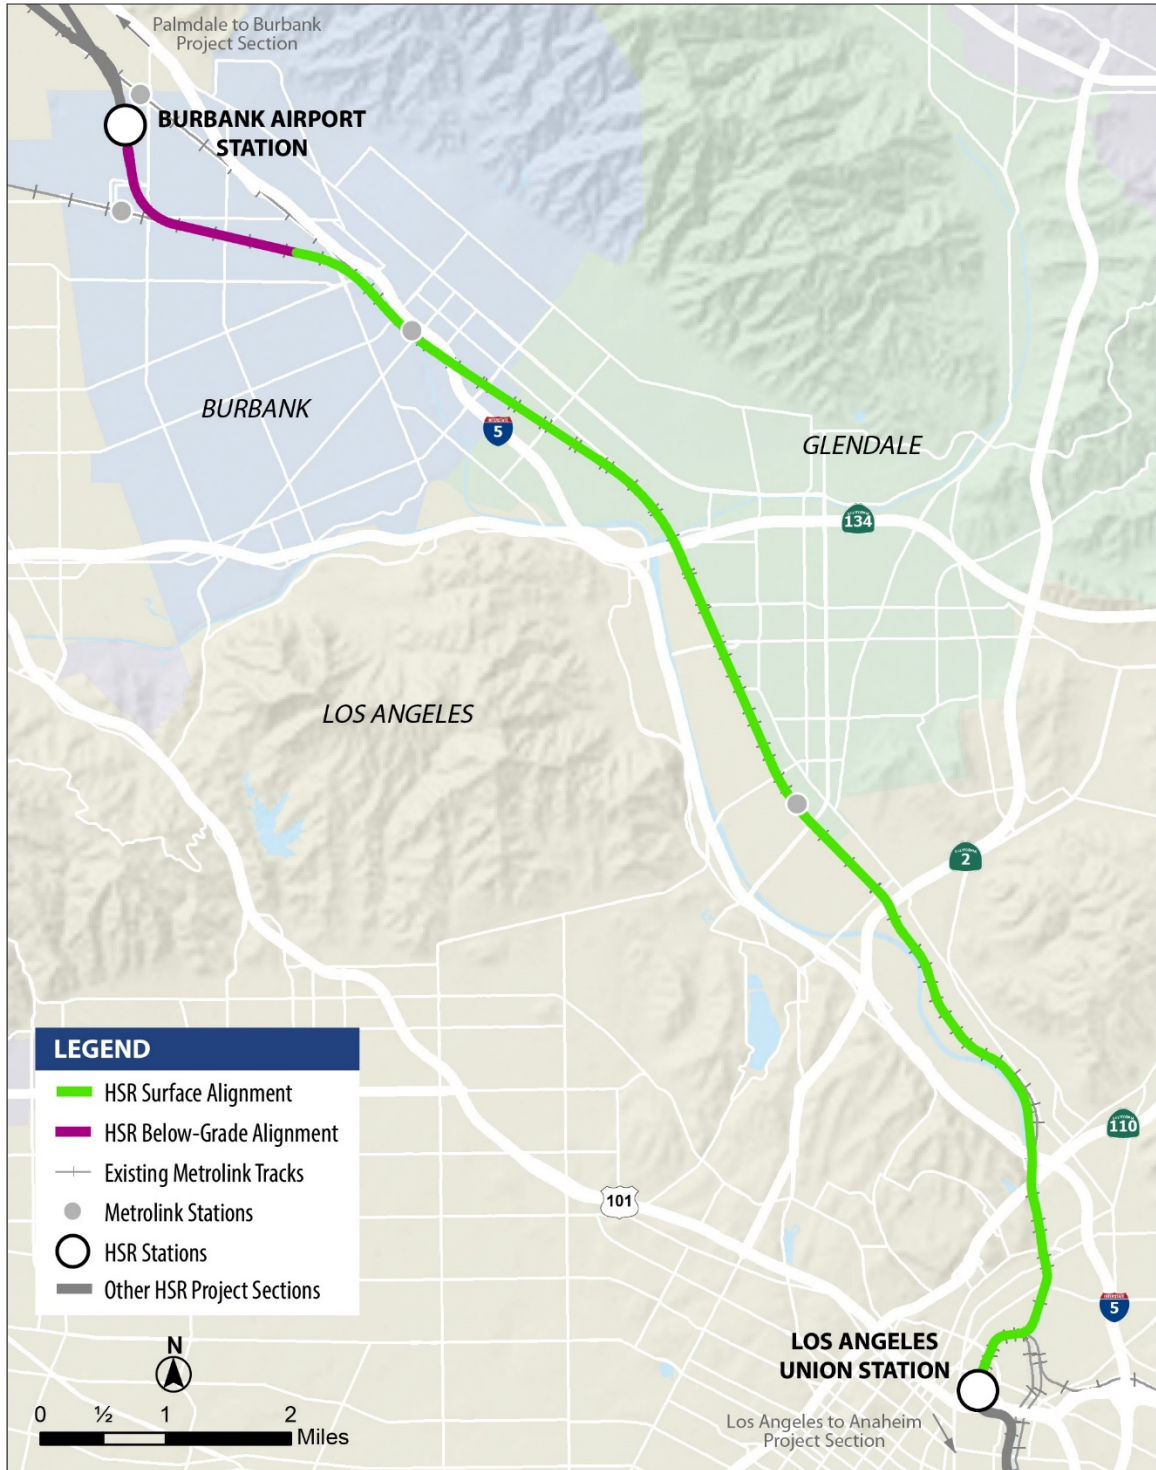 Palmdale to Burbank
Project Section
BURBANK AIRPORT
STATION
BURBANK
5
GLENDALE
134
LOS ANGELES
2
LEGEND
HSR Surface Alignment
HSR Below-Grade Alignment
Existing Metrolink Tracks
Metrolink Stations
HSR Stations
Other HSR Project Sections
110
101
5
N
LOS ANGELES
UNION STATION
0 ½ 1 2
Miles
Los Angeles to Anaheim
Project Section